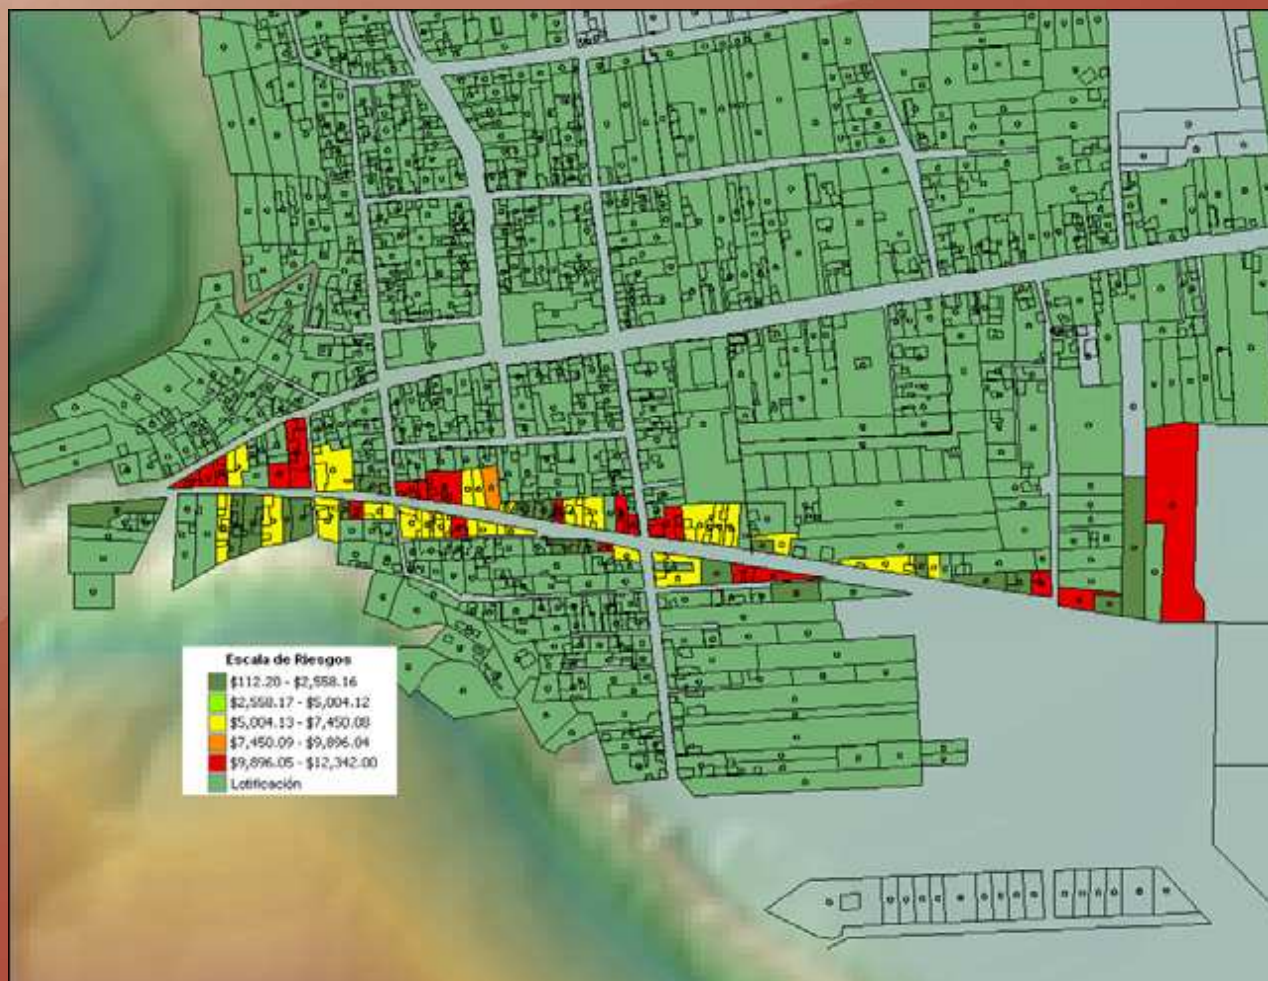 Escala de Riesgos
$112.20 - $2,558.16
$2,558.17 - $5,004.12
$5,004.13 - $7,450.08
$7,450.09 - $9,896.04
$9,896.05 - $12,342.00
Lotificación